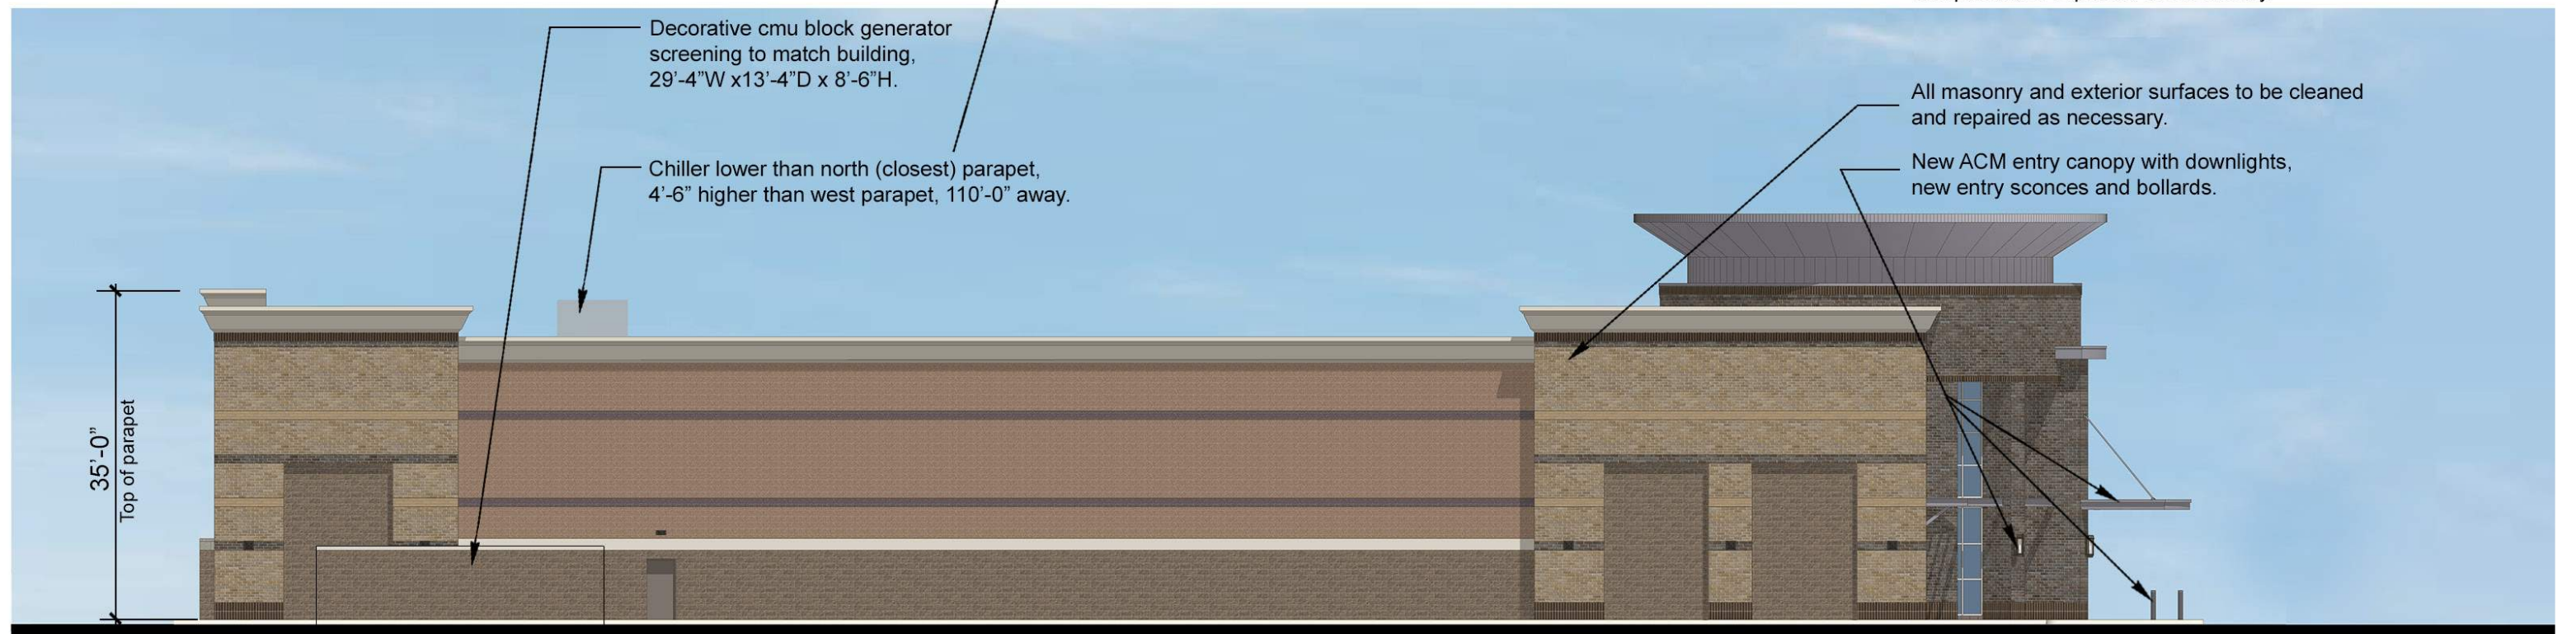 Decorative cmu block generator
screening to match building,
29’-4”W x13’-4”D x 8’-6”H.
Chiller lower than north (closest) parapet,
4’-6” higher than west parapet, 110’-0” away.
All masonry and exterior surfaces to be cleaned
and repaired as necessary.
New ACM entry canopy with downlights,
new entry sconces and bollards.
35’-0”
Top of parapet